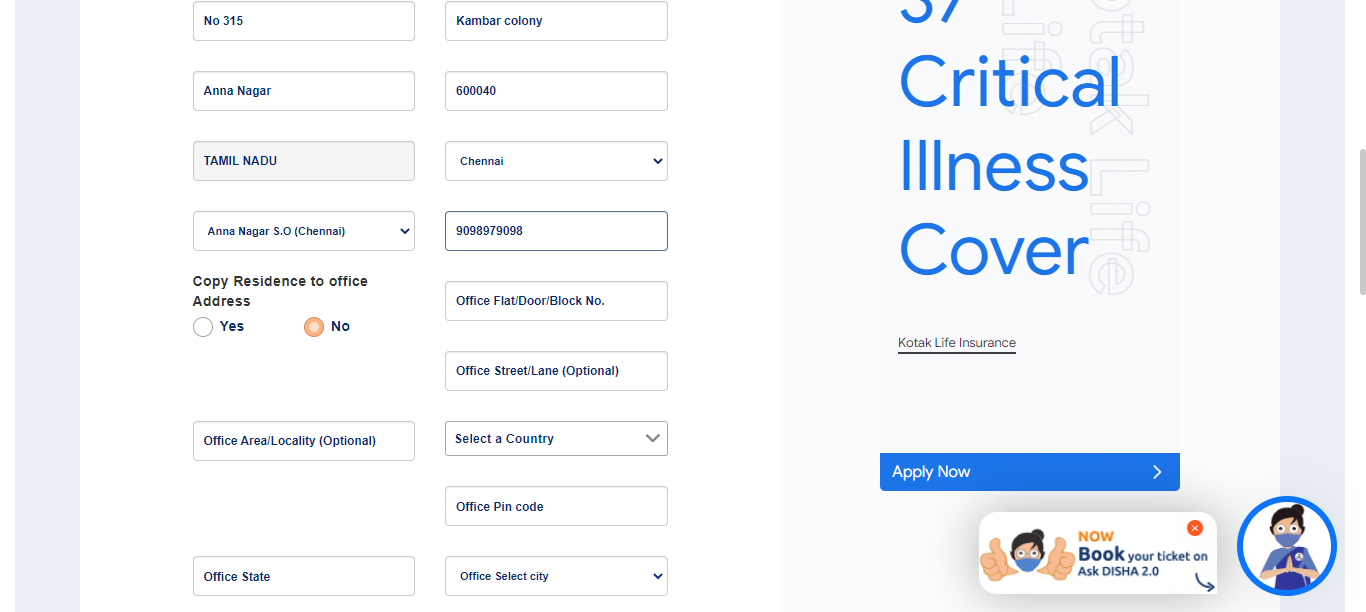 No 315
Kambar colony
Anna Nagar
600040
TAMIL NADU
Chennai
Anna Nagar S.O (Chennai)
9098979098
Copy Residence to office
Address
Yes
No
Office Flat/Door/Block No.
Office Street/Lane (Optional)
Office Area/Locality (Optional)
Select a Country
Office Pin code
Office State
Office Select city
37
Critical
Illness
Cover
Kotak Life
Life
Kotak Life Insurance
Apply Now
NOW
Book your ticket on
Ask DISHA 2.0